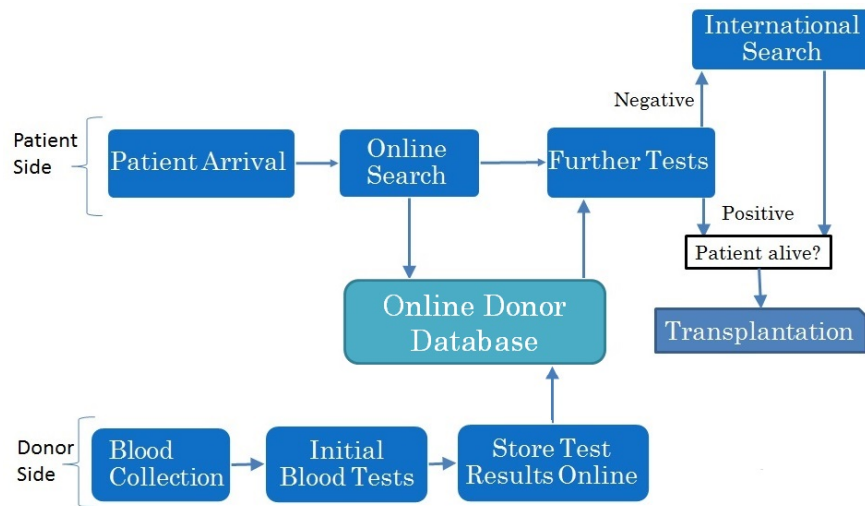 International
Search
Negative
Patient
Side
Patient Arrival
Online
Search
Further Tests
Positive
Patient alive?
Online Donor
Database
Transplantation
Donor
Side
Blood
Collection
Initial
Blood Tests
Store Test
Results Online